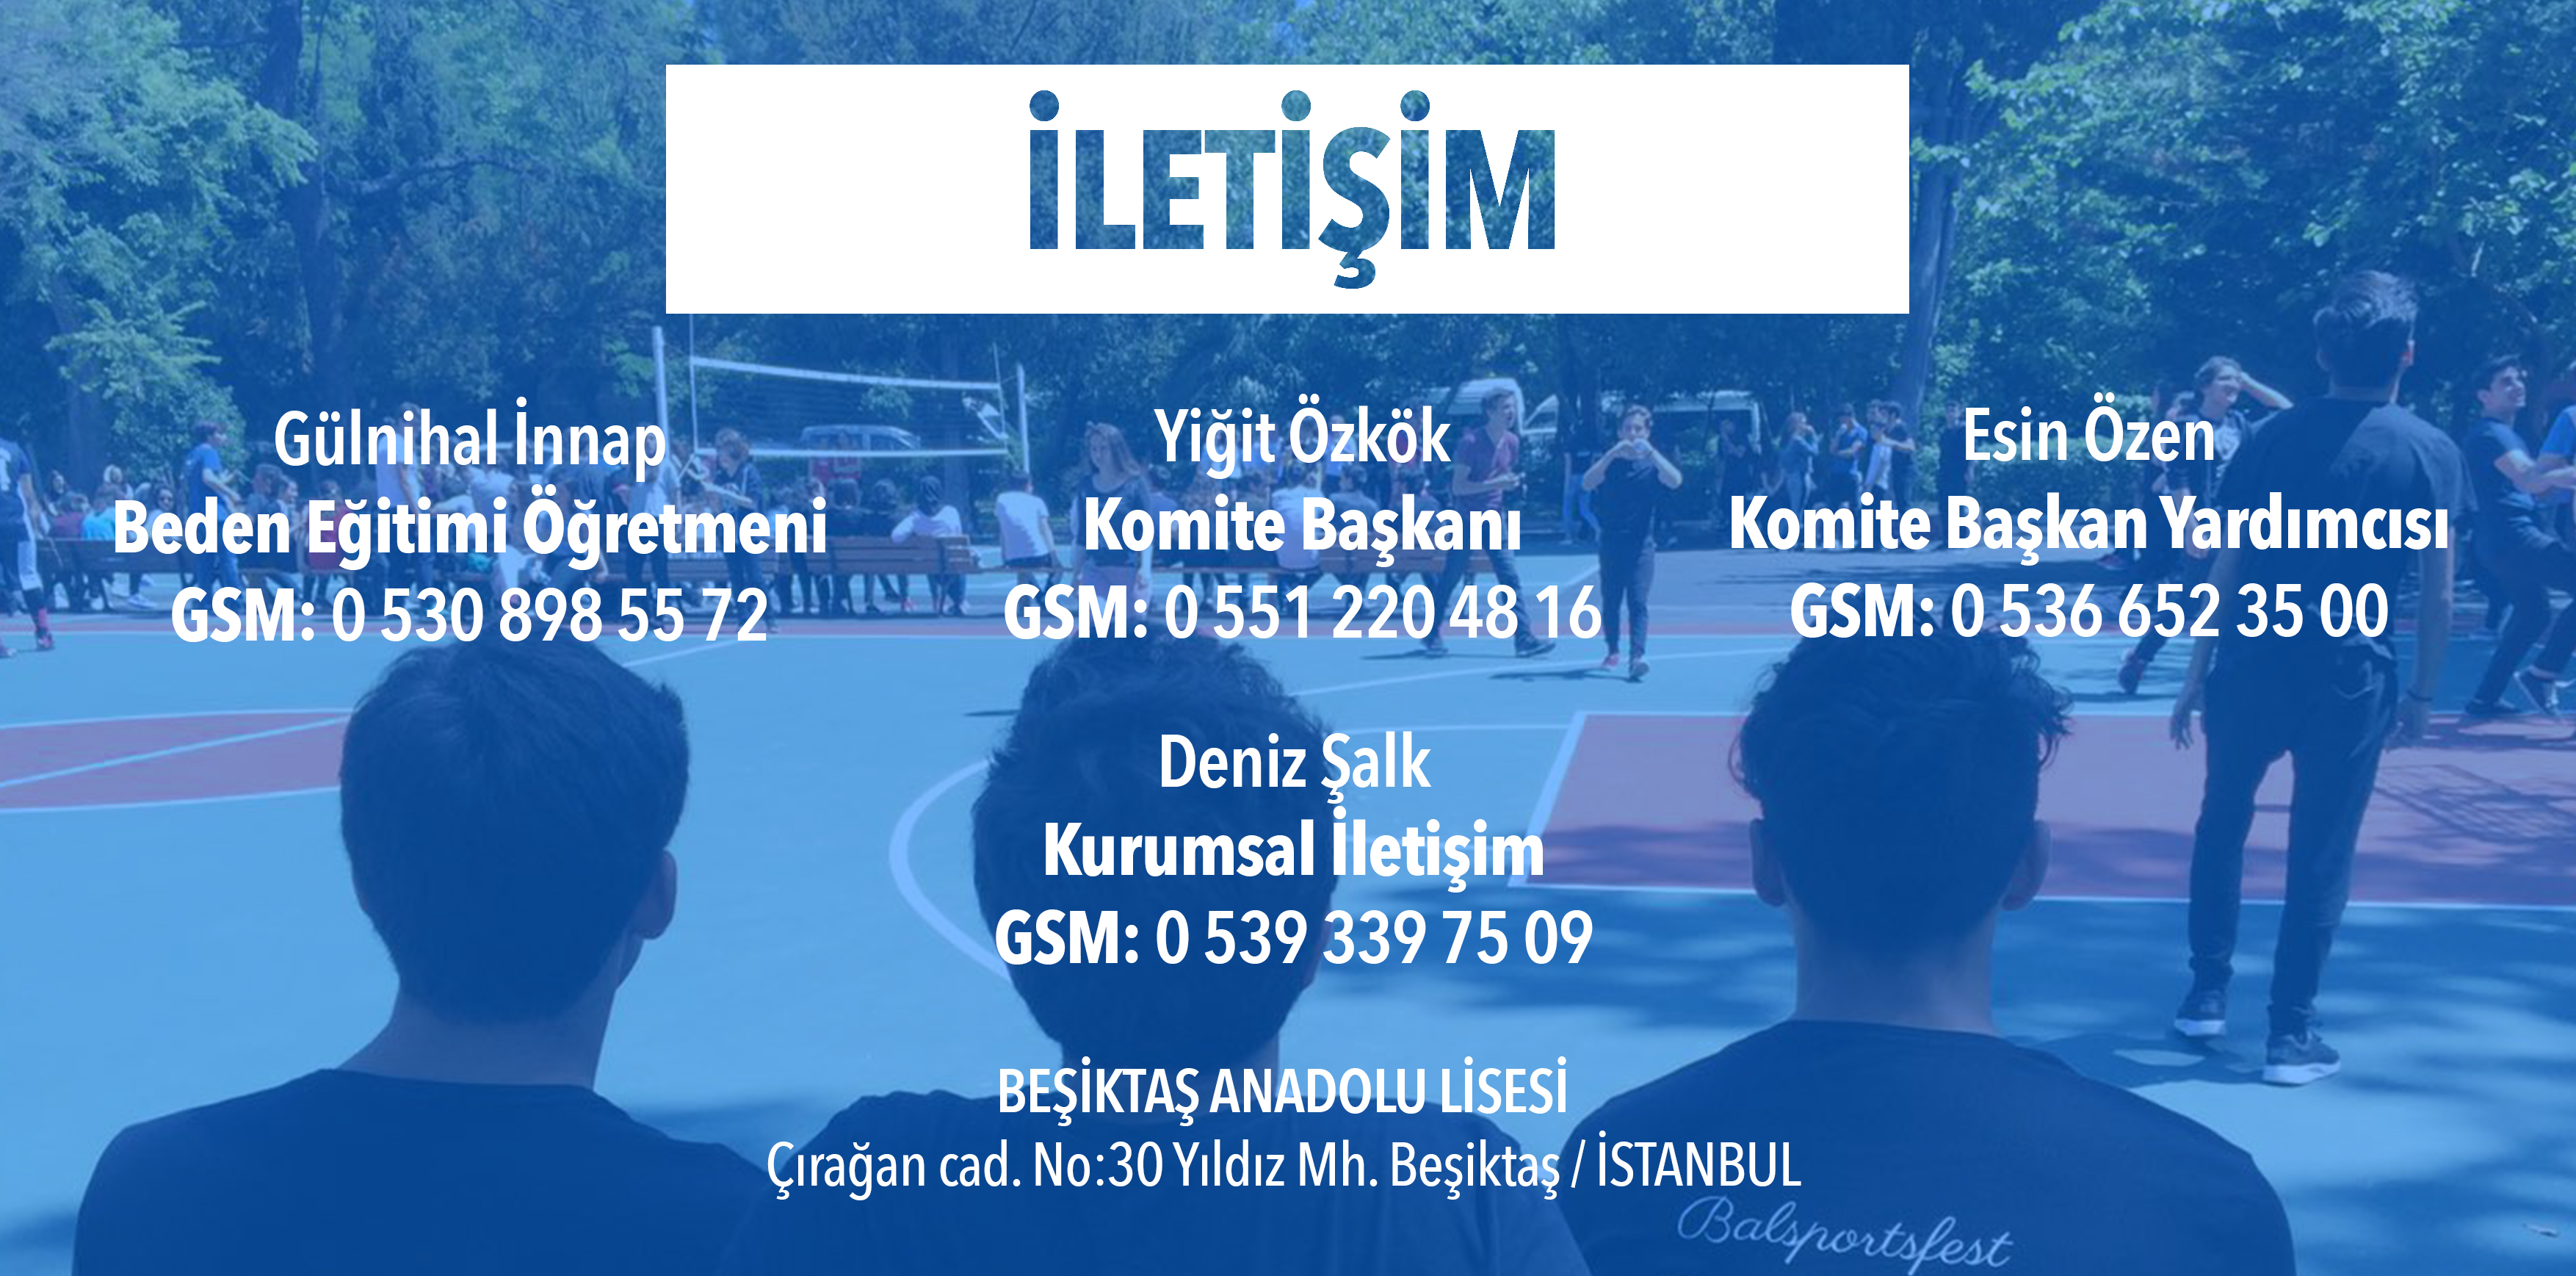 İLETİŞİM
Gülnihal İnnap
Beden Eğitimi Öğretmeni
GSM: 0 530 898 55 72
Yiğit Özkök
Komite Başkanı
GSM: 0 551 220 48 16
Esin Özen
Komite Başkan Yardımcısı
GSM: 0 536 652 35 00
Deniz Şalk
Kurumsal İletişim
GSM: 0 539 339 75 09
BEŞİKTAŞ ANADOLU LİSESİ
Çırağan cad. No:30 Yıldız Mh. Beşiktaş / İSTANBUL
Balsportsfest